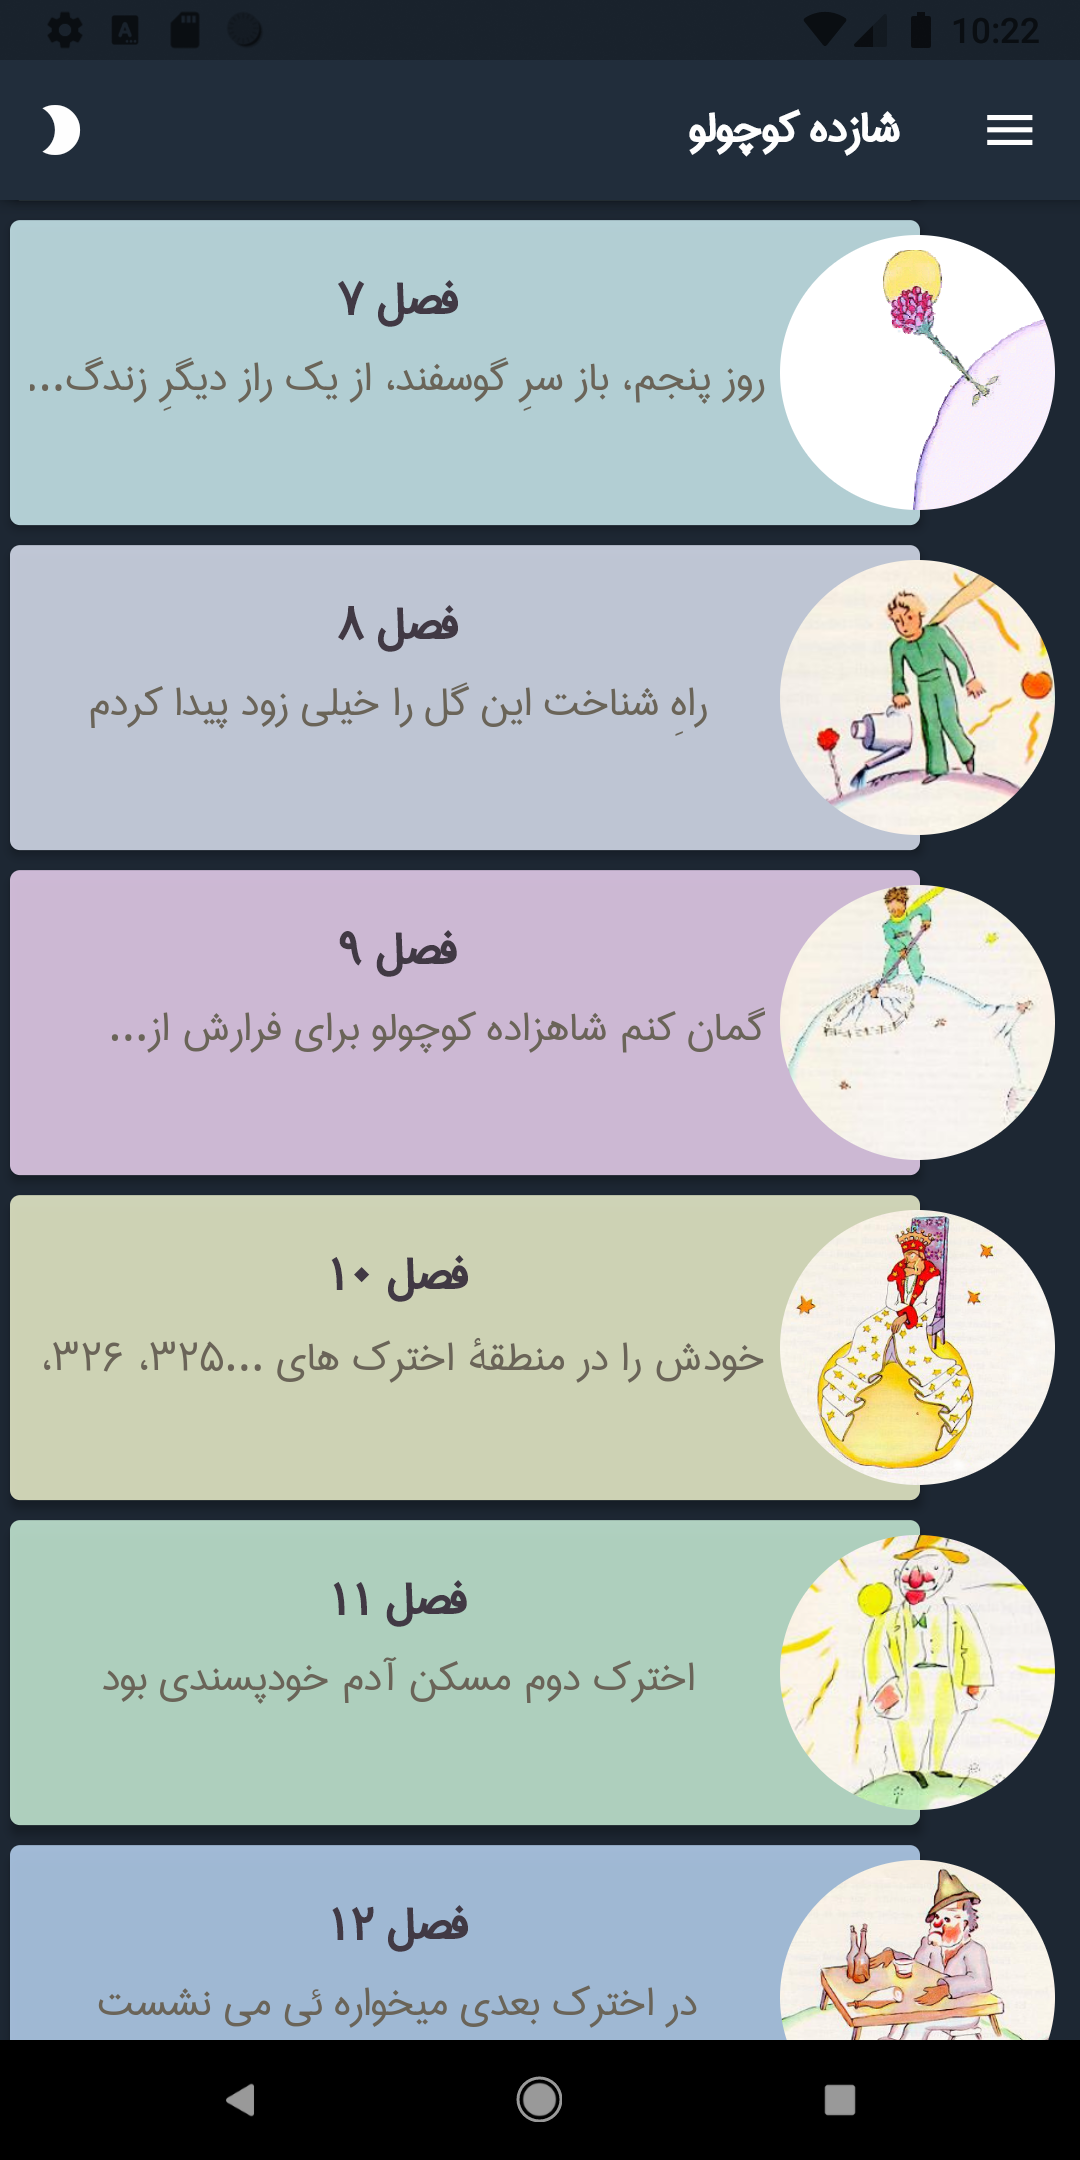 10:22
شازده کوچولو
فصل ۷
روز پنجم، باز سرِ گوسفند، از یک راز دیگرِ زندگ...
فصل ۸
راهِ شناخت این گل را خیلی زود پیدا کردم
فصل ۹
گمان کنم شاهزاده کوچولو برای فرارش از...
فصل ۱۰
خودش را در منطقهٔ اخترک های ...۳۲۵، ۳۲۶،
فصل ۱۱
اخترک دوم مسکن آدم خودپسندی بود
فصل ۱۲
در اخترک بعدی میخواره ئی می نشست